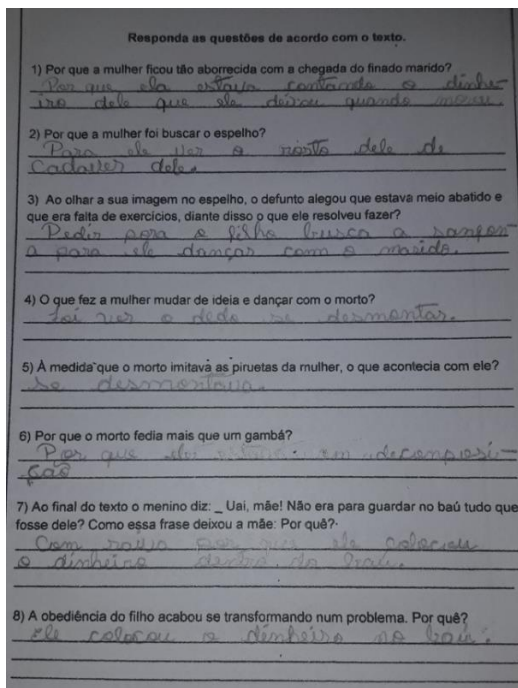 Responda as questões de acordo com o texto.
1) Por que a mulher ficou tão aborrecida com a chegada do finado marido?
Por que ela estava contando o dinhe-
iro dele que ele deixou quando morreu.
2) Por que a mulher foi buscar o espelho?
Para ele ver o rosto dele de
Cadaver dele.
3) Ao olhar a sua imagem no espelho, o defunto alegou que estava meio abatido e
que era falta de exercícios, diante disso o que ele resolveu fazer?
Pedir para o filho busca a sanfon
a para ele dançar com o marido.
4) O que fez a mulher mudar de ideia e dançar com o morto?
Foi ver o dedo se desmontar.
5) À medida que o morto imitava as piruetas da mulher, o que acontecia com ele?
se desmontava.
6) Por que o morto fedia mais que um gambá?
Por que ele estava em decomposi-
ção
7) Ao final do texto o menino diz: _ Uai, mãe! Não era para guardar no baú tudo que
fosse dele? Como essa frase deixou a mãe: Por quê?
Com raiva por que ele colocou
o dinheiro dentro do baú.
8) A obediência do filho acabou se transformando num problema. Por quê?
ele colocou o dinheiro no baú.